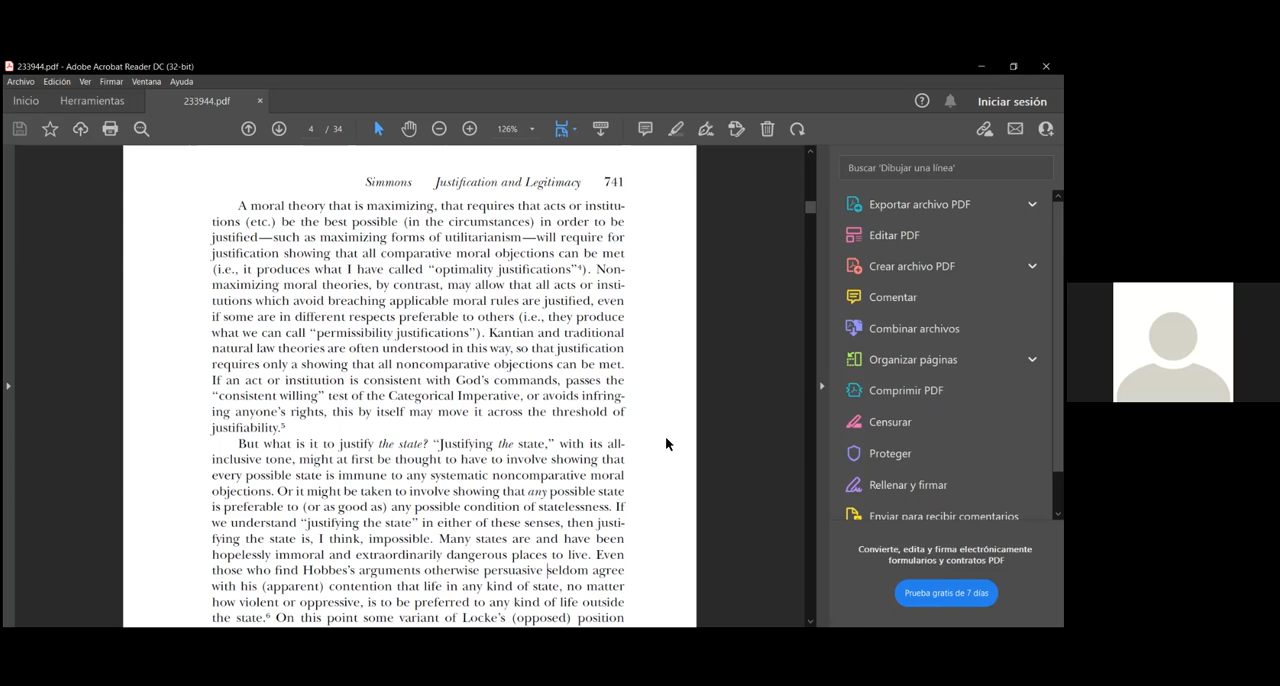 233944.pdf - Adobe Acrobat Reader DC (32-bit)
Archivo Edición Ver Firmar Ventana Ayuda
Inicio Herramientas 233944.pdf × Iniciar sesión
4 / 34 126%
Simmons Justification and Legitimacy 741
A moral theory that is maximizing, that requires that acts or institu-
tions (etc.) be the best possible (in the circumstances) in order to be
justified—such as maximizing forms of utilitarianism—will require for
justification showing that all comparative moral objections can be met
(i.e., it produces what I have called “optimality justifications”⁴). Non-
maximizing moral theories, by contrast, may allow that all acts or insti-
tutions which avoid breaching applicable moral rules are justified, even
if some are in different respects preferable to others (i.e., they produce
what we can call “permissibility justifications”). Kantian and traditional
natural law theories are often understood in this way, so that justification
requires only a showing that all noncomparative objections can be met.
If an act or institution is consistent with God’s commands, passes the
“consistent willing” test of the Categorical Imperative, or avoids infring-
ing anyone’s rights, this by itself may move it across the threshold of
justifiability.⁵
But what is it to justify the state? “Justifying the state,” with its all-
inclusive tone, might at first be thought to have to involve showing that
every possible state is immune to any systematic noncomparative moral
objections. Or it might be taken to involve showing that any possible state
is preferable to (or as good as) any possible condition of statelessness. If
we understand “justifying the state” in either of these senses, then justi-
fying the state is, I think, impossible. Many states are and have been
hopelessly immoral and extraordinarily dangerous places to live. Even
those who find Hobbes’s arguments otherwise persuasive seldom agree
with his (apparent) contention that life in any kind of state, no matter
how violent or oppressive, is to be preferred to any kind of life outside
the state.⁶ On this point some variant of Locke’s (opposed) position
Buscar 'Dibujar una línea'
Exportar archivo PDF
Editar PDF
Crear archivo PDF
Comentar
Combinar archivos
Organizar páginas
Comprimir PDF
Censurar
Proteger
Rellenar y firmar
Enviar para recibir comentarios
Convierte, edita y firma electrónicamente
formularios y contratos PDF
Prueba gratis de 7 días